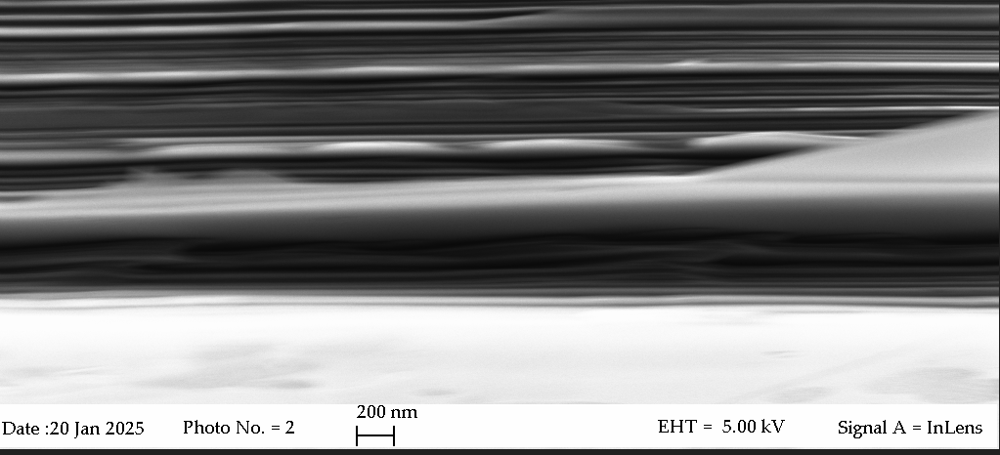 200 nm
Date :20 Jan 2025 Photo No. = 2 EHT = 5.00 kV Signal A = InLens